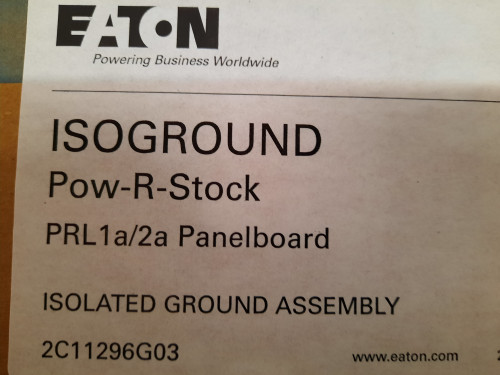 EATON
Powering Business Worldwide
ISOGROUND
Pow-R-Stock
PRL1a/2a Panelboard
ISOLATED GROUND ASSEMBLY
2C11296G03
www.eaton.com